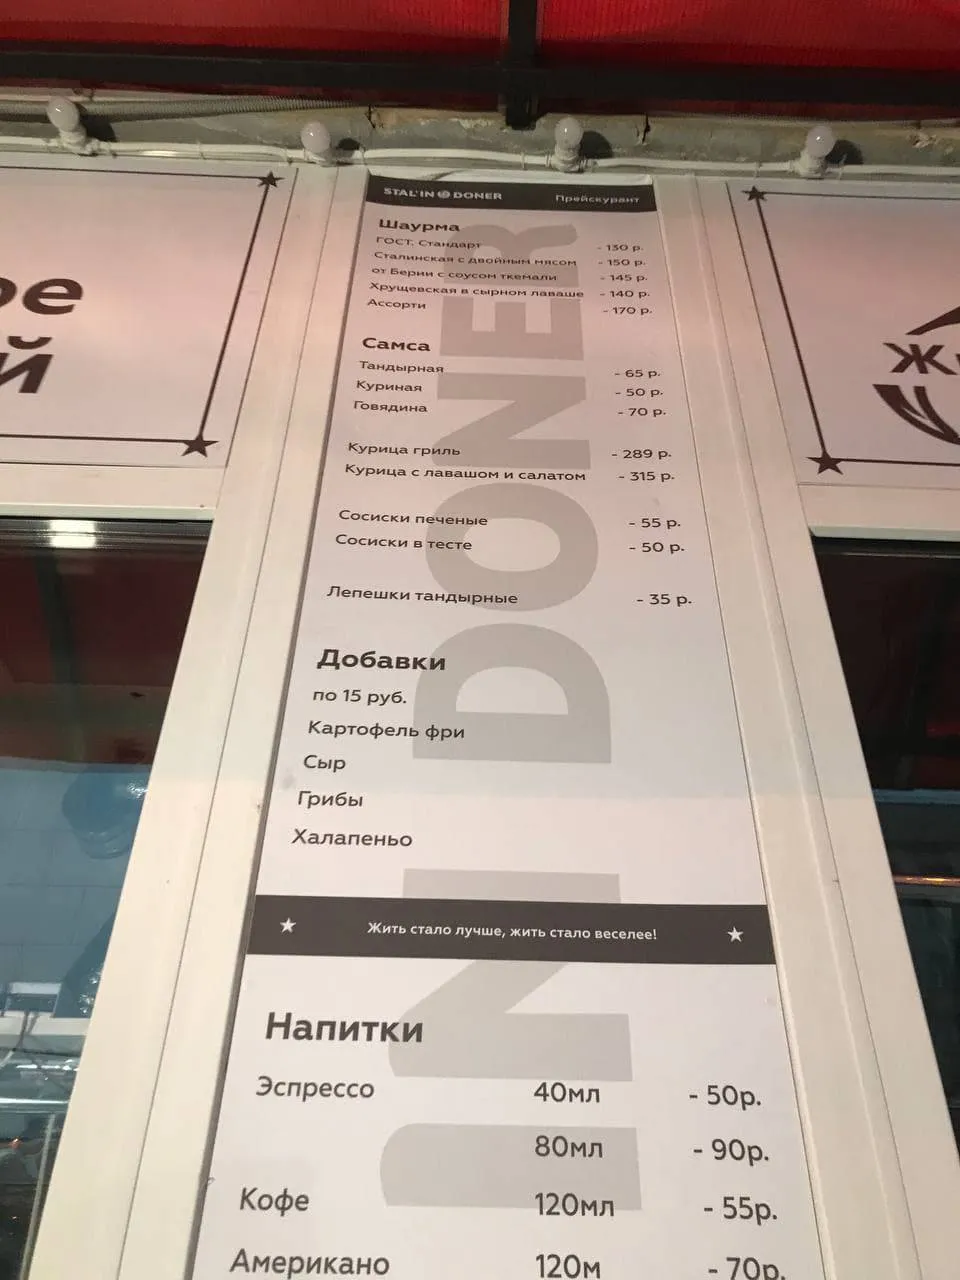 STAL'IN DONER Прейскурант
Шаурма
ГОСТ. Стандарт - 130 р.
Сталинская с двойным мясом - 150 р.
от Берии с соусом ткемали - 145 р.
Хрущевская в сырном лаваше - 140 р.
Ассорти - 170 р.
Самса
Тандырная - 65 р.
Куриная - 50 р.
Говядина - 70 р.
Курица гриль - 289 р.
Курица с лавашом и салатом - 315 р.
Сосиски печеные - 55 р.
Сосиски в тесте - 50 р.
Лепешки тандырные - 35 р.
Добавки
по 15 руб.
Картофель фри
Сыр
Грибы
Халапеньо
Жить стало лучше, жить стало веселее!
Напитки
Эспрессо 40мл - 50р.
80мл - 90р.
Кофе 120мл - 55р.
Американо 120м - 70р.
IN DONER